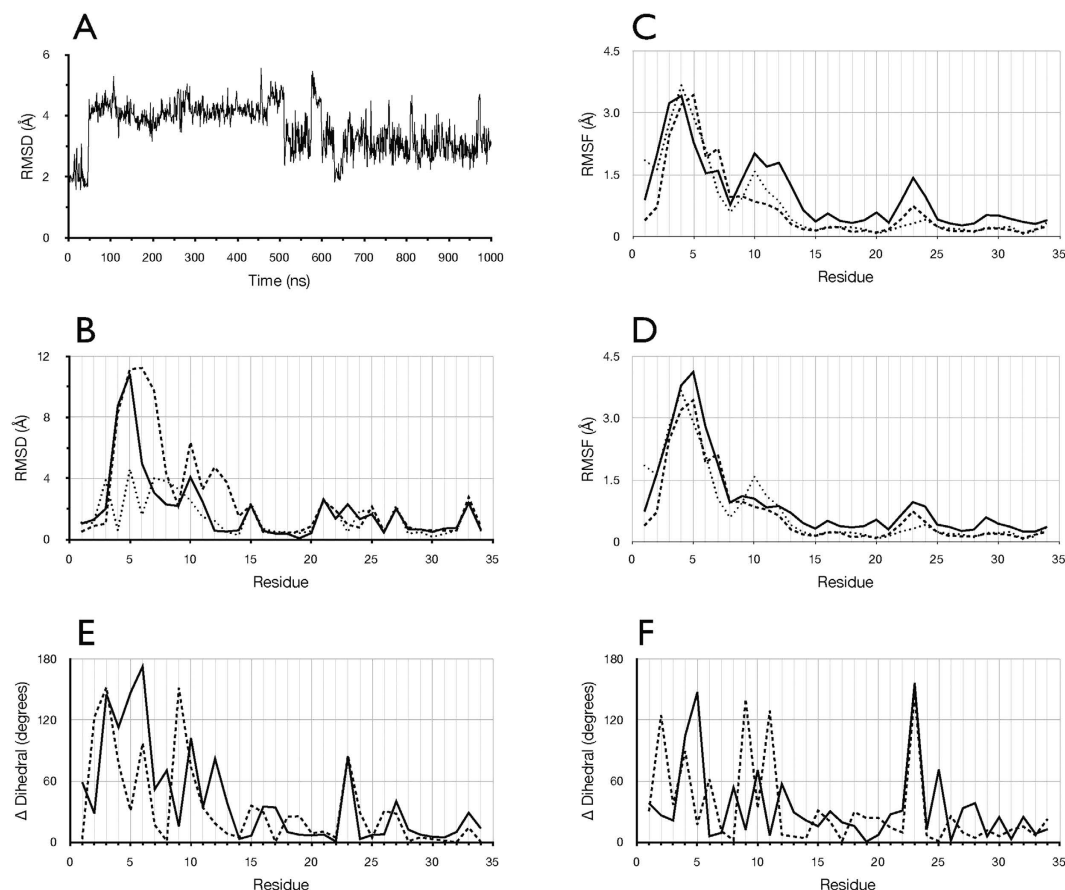 A
RMSD (Å)
6
4
2
0
0 100 200 300 400 500 600 700 800 900 1000
Time (ns)
C
RMSF (Å)
4.5
3.0
1.5
0
0 5 10 15 20 25 30 35
Residue
B
RMSD (Å)
12
8
4
0
0 5 10 15 20 25 30 35
Residue
D
RMSF (Å)
4.5
3.0
1.5
0
0 5 10 15 20 25 30 35
Residue
E
Δ Dihedral (degrees)
180
120
60
0
0 5 10 15 20 25 30 35
Residue
F
Δ Dihedral (degrees)
180
120
60
0
0 5 10 15 20 25 30 35
Residue